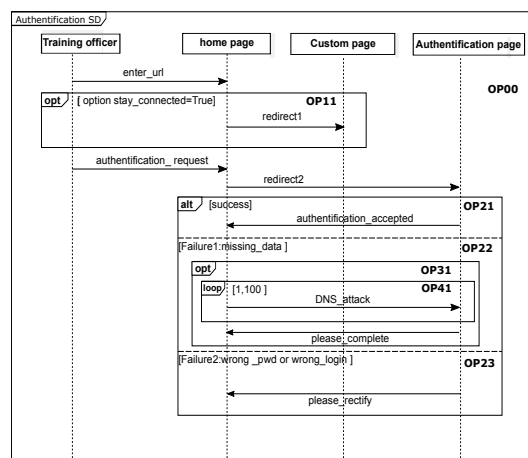 Authentification SD
Training officer home page Custom page Authentification page
enter_url
OP00
opt [ option stay_connected=True] OP11
redirect1
authentification_ request
redirect2
alt [success] OP21
authentification_accepted
[Failure1:missing_data ] OP22
opt OP31
loop [1,100 ] OP41
DNS_attack
please_complete
[Failure2:wrong _pwd or wrong_login ] OP23
please_rectify